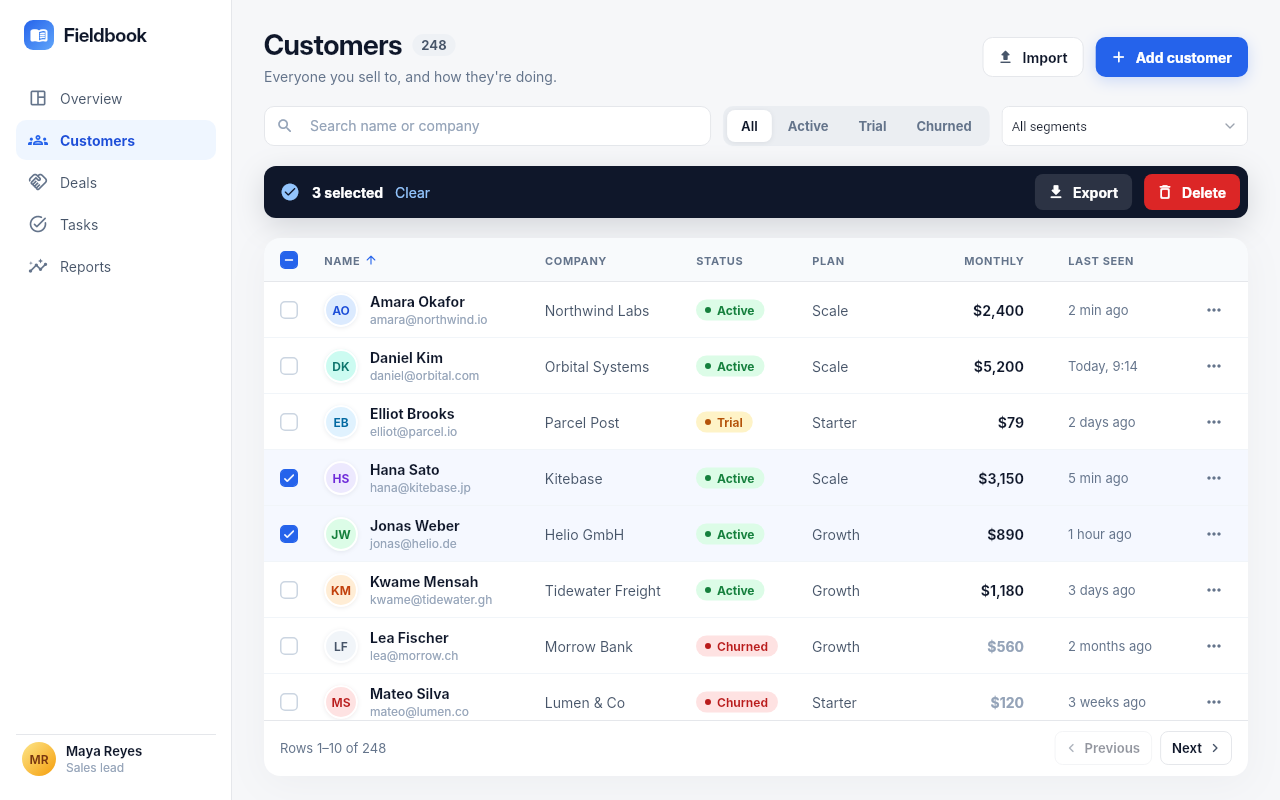 Fieldbook
Overview
Customers
Deals
Tasks
Reports
MR
Maya Reyes
Sales lead
Customers 248
Everyone you sell to, and how they're doing.
Import
Add customer
Search name or company
All Active Trial Churned
All segments
3 selected Clear
Export
Delete
NAME COMPANY STATUS PLAN MONTHLY LAST SEEN
AO Amara Okafor Northwind Labs Active Scale $2,400 2 min ago
amara@northwind.io
DK Daniel Kim Orbital Systems Active Scale $5,200 Today, 9:14
daniel@orbital.com
EB Elliot Brooks Parcel Post Trial Starter $79 2 days ago
elliot@parcel.io
HS Hana Sato Kitebase Active Scale $3,150 5 min ago
hana@kitebase.jp
JW Jonas Weber Helio GmbH Active Growth $890 1 hour ago
jonas@helio.de
KM Kwame Mensah Tidewater Freight Active Growth $1,180 3 days ago
kwame@tidewater.gh
LF Lea Fischer Morrow Bank Churned Growth $560 2 months ago
lea@morrow.ch
MS Mateo Silva Lumen & Co Churned Starter $120 3 weeks ago
mateo@lumen.co
Rows 1–10 of 248
Previous
Next